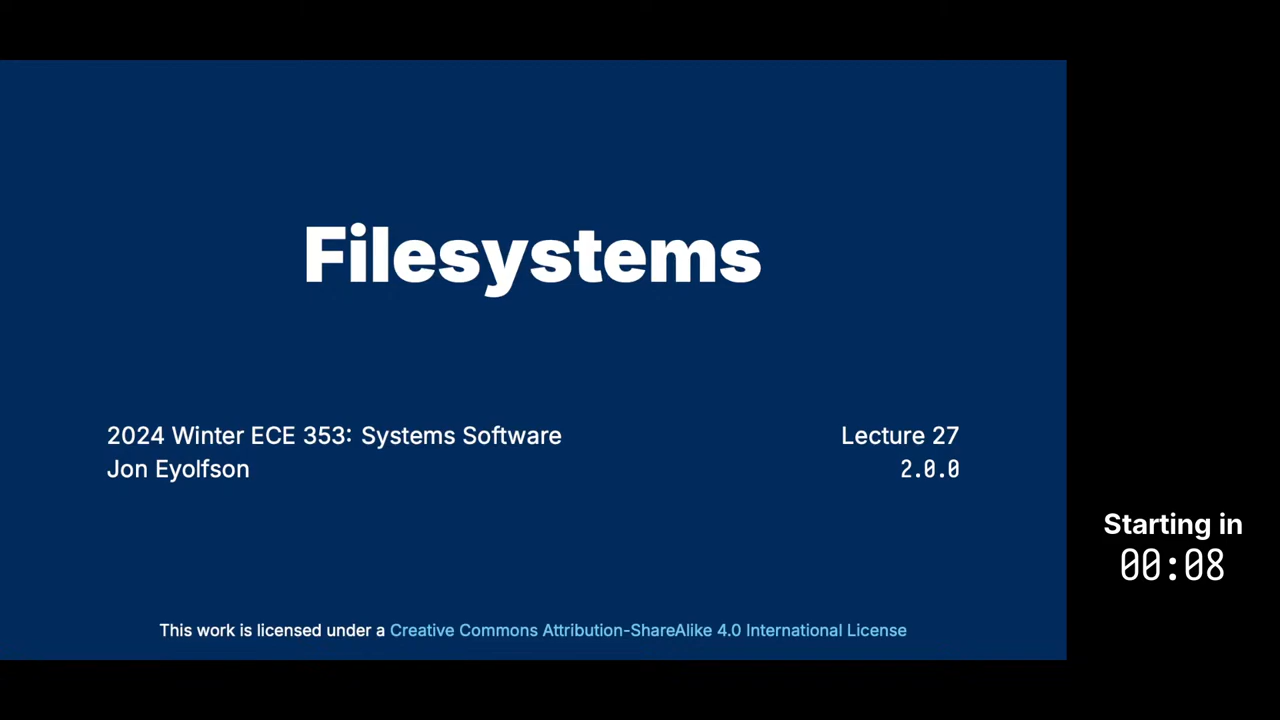 Filesystems
2024 Winter ECE 353: Systems Software
Lecture 27
Jon Eyolfson
2.0.0
Starting in
00:08
This work is licensed under a Creative Commons Attribution-ShareAlike 4.0 International License